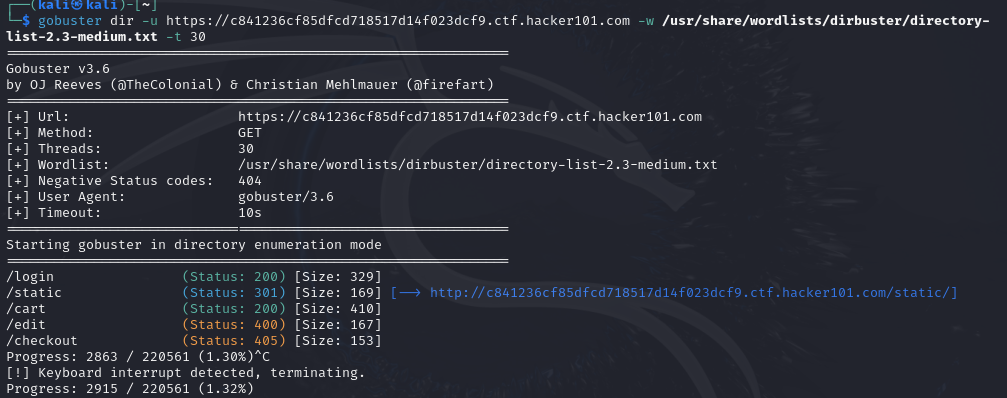 ┌──(kali㉿kali)-[~]
└─$ gobuster dir -u https://c841236cf85dfcd718517d14f023dcf9.ctf.hacker101.com -w /usr/share/wordlists/dirbuster/directory-
list-2.3-medium.txt -t 30
===============================================================
Gobuster v3.6
by OJ Reeves (@TheColonial) & Christian Mehlmauer (@firefart)
===============================================================
[+] Url:                     https://c841236cf85dfcd718517d14f023dcf9.ctf.hacker101.com
[+] Method:                  GET
[+] Threads:                 30
[+] Wordlist:                /usr/share/wordlists/dirbuster/directory-list-2.3-medium.txt
[+] Negative Status codes:   404
[+] User Agent:              gobuster/3.6
[+] Timeout:                 10s
===============================================================
Starting gobuster in directory enumeration mode
===============================================================
/login                (Status: 200) [Size: 329]
/static               (Status: 301) [Size: 169] [--> http://c841236cf85dfcd718517d14f023dcf9.ctf.hacker101.com/static/]
/cart                 (Status: 200) [Size: 410]
/edit                 (Status: 400) [Size: 167]
/checkout             (Status: 405) [Size: 153]
Progress: 2863 / 220561 (1.30%)^C
[!] Keyboard interrupt detected, terminating.
Progress: 2915 / 220561 (1.32%)